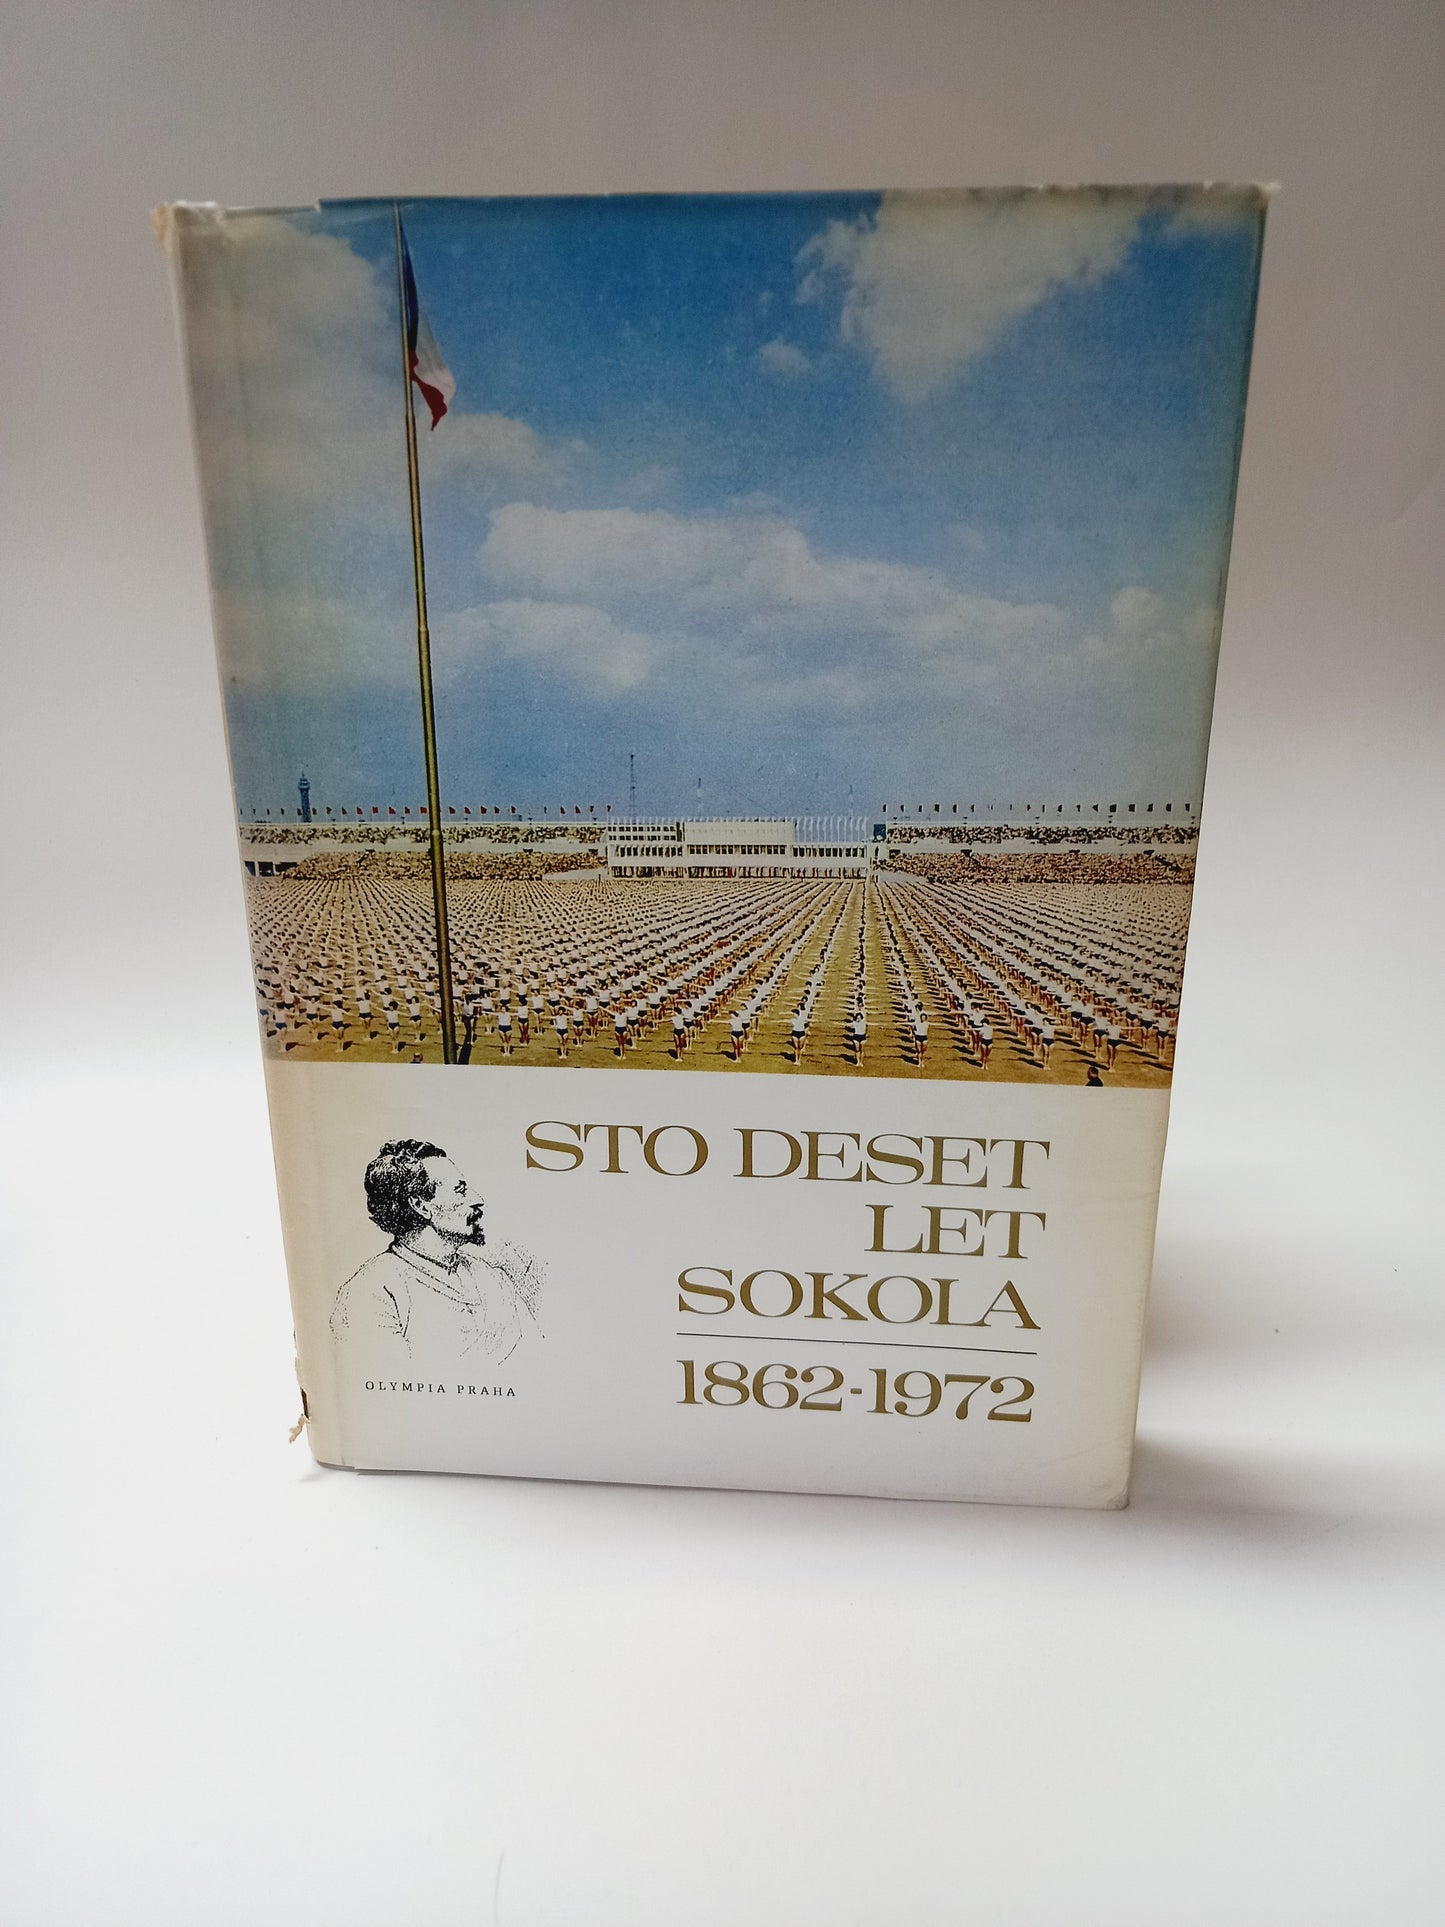 STO DESET
LET
SOKOLA
1862-1972
OLYMPIA PRAHA